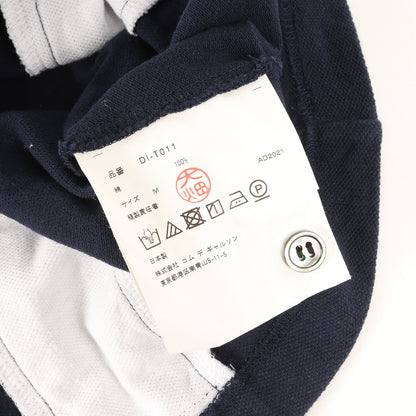 品番 DI-T011
綿 100%
サイズ M AD2021
縫製責任者 大畑
日本製
株式会社 コム デ ギャルソン
東京都港区南青山5-11-5